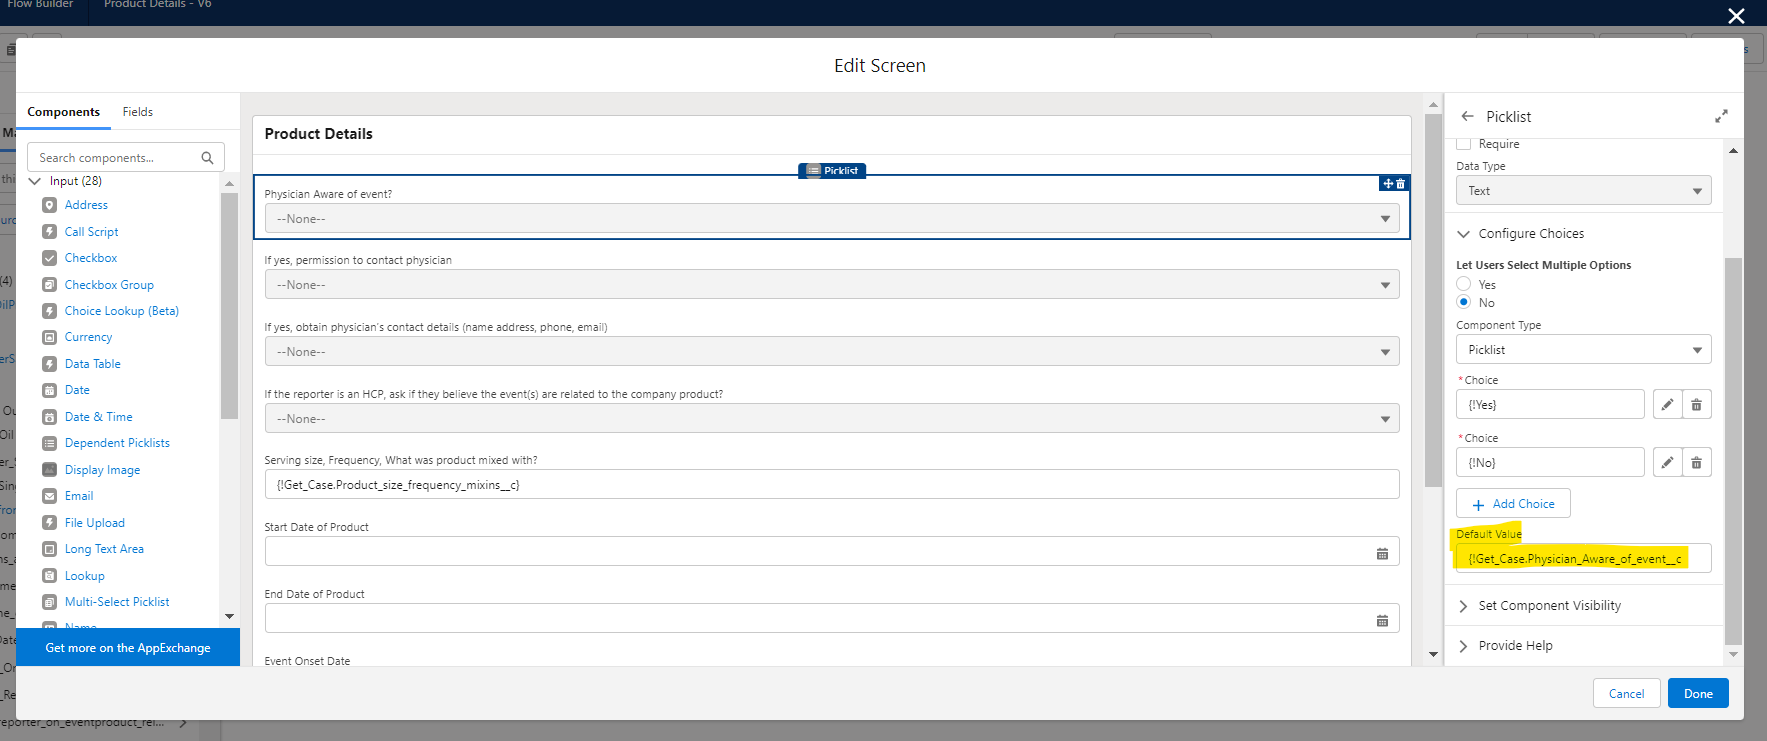 Flow Builder
Product Details - V6
Edit Screen
Components
Fields
Search components...
Input (28)
Address
Call Script
Checkbox
Checkbox Group
Choice Lookup (Beta)
Currency
Data Table
Date
Date & Time
Dependent Picklists
Display Image
Email
File Upload
Long Text Area
Lookup
Multi-Select Picklist
Name
Get more on the AppExchange
Product Details
Picklist
Physician Aware of event?
--None--
If yes, permission to contact physician
--None--
If yes, obtain physician's contact details (name address, phone, email)
--None--
If the reporter is an HCP, ask if they believe the event(s) are related to the company product?
--None--
Serving size, Frequency, What was product mixed with?
{!Get_Case.Product_size_frequency_mixins__c}
Start Date of Product
End Date of Product
Event Onset Date
Picklist
Require
Data Type
Text
Configure Choices
Let Users Select Multiple Options
Yes
No
Component Type
Picklist
*Choice
{!Yes}
*Choice
{!No}
Add Choice
Default Value
{!Get_Case.Physician_Aware_of_event__c
Set Component Visibility
Provide Help
Cancel
Done
(4)
reporter_on_eventproduct_rel...